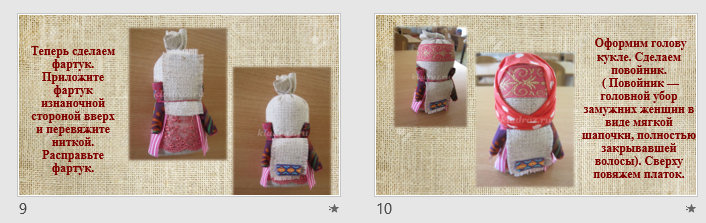 Теперь сделаем
фартук.
Приложите
фартук
изнаночной
стороной вверх
и перевяжите
ниткой.
Расправьте
фартук.
9
Оформим голову
кукле. Сделаем
повойник.
( Повойник —
головной убор
замужних женщин в
виде мягкой
шапочки, полностью
закрывавшей
волосы). Сверху
повяжем платок.
10